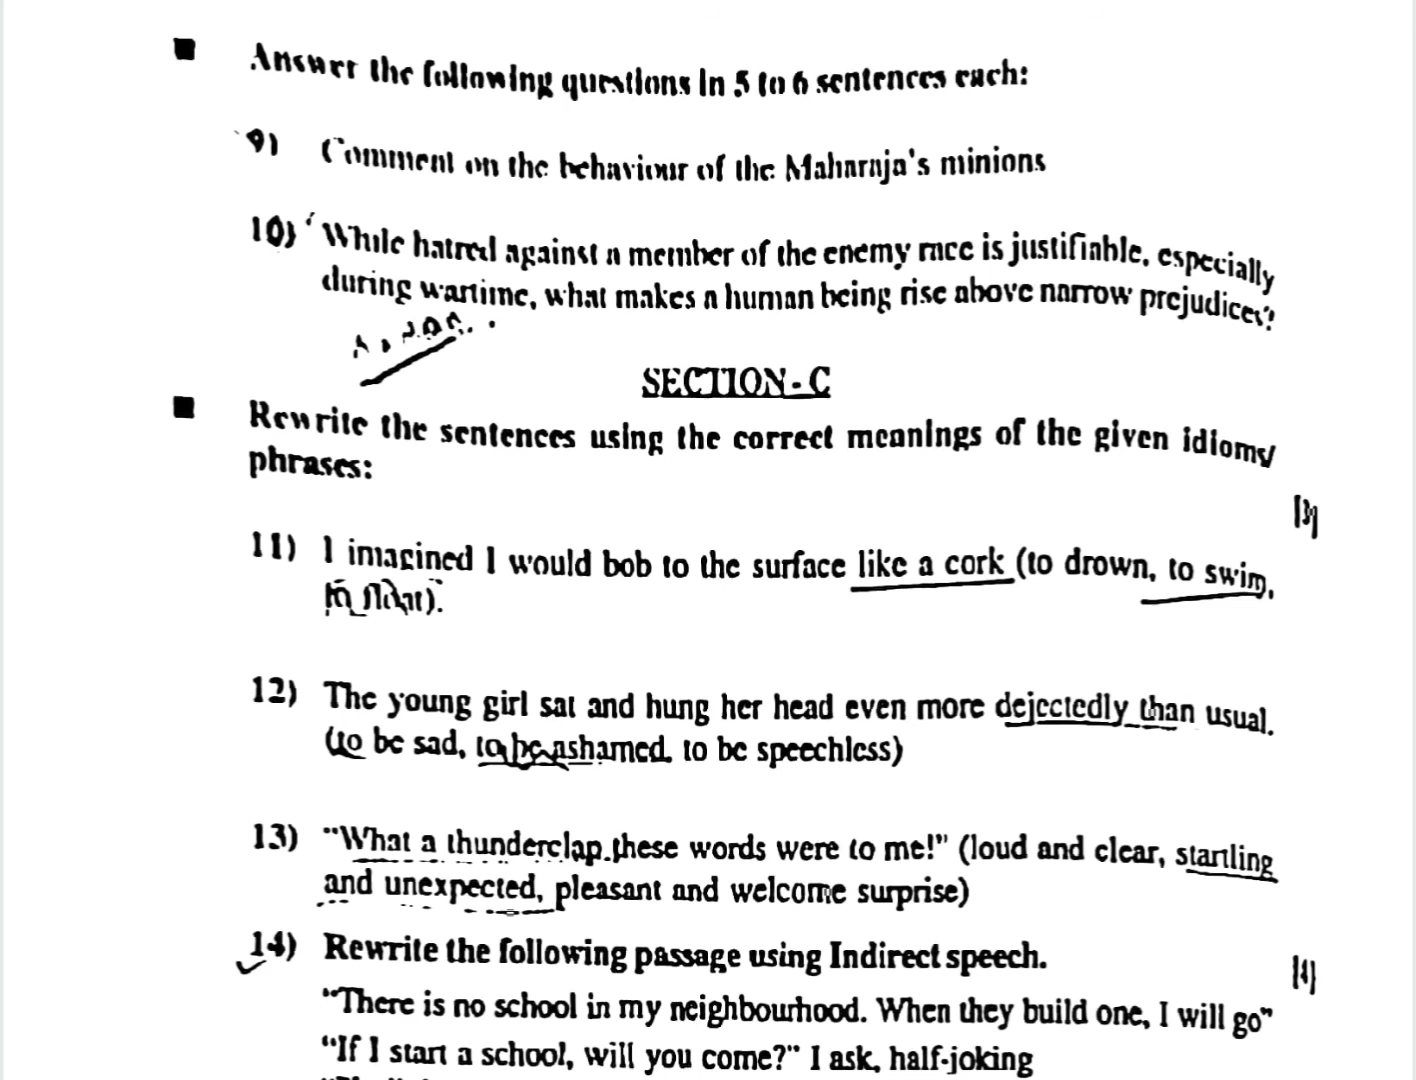 Answer the following questions in 5 to 6 sentences each:
9) Comment on the behaviour of the Maharaja's minions
10) While hatred against a member of the enemy race is justifiable, especially
during wartime, what makes a human being rise above narrow prejudices?
SECTION-C
Rewrite the sentences using the correct meanings of the given idioms/
phrases:
[3]
11) I imagined I would bob to the surface like a cork (to drown, to swim,
to float).
12) The young girl sat and hung her head even more dejectedly than usual.
(to be sad, to be ashamed, to be speechless)
13) "What a thunderclap these words were to me!" (loud and clear, startling
and unexpected, pleasant and welcome surprise)
14) Rewrite the following passage using Indirect speech.
[4]
"There is no school in my neighbourhood. When they build one, I will go"
"If I start a school, will you come?" I ask, half-joking